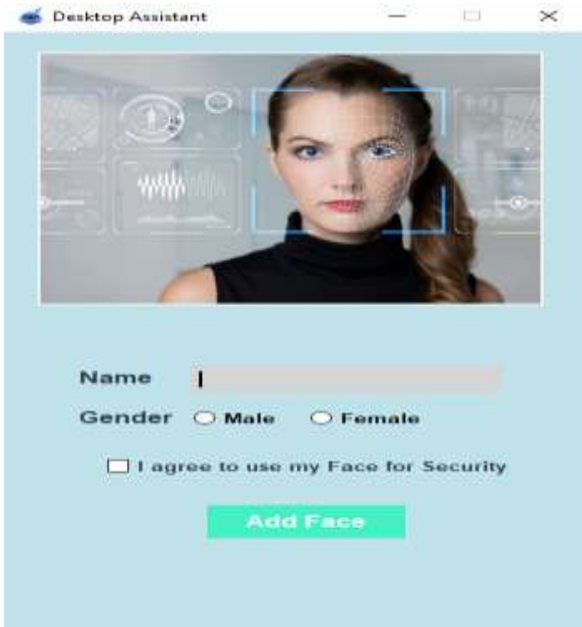 Desktop Assistant
Name
Gender Male Female
I agree to use my Face for Security
Add Face